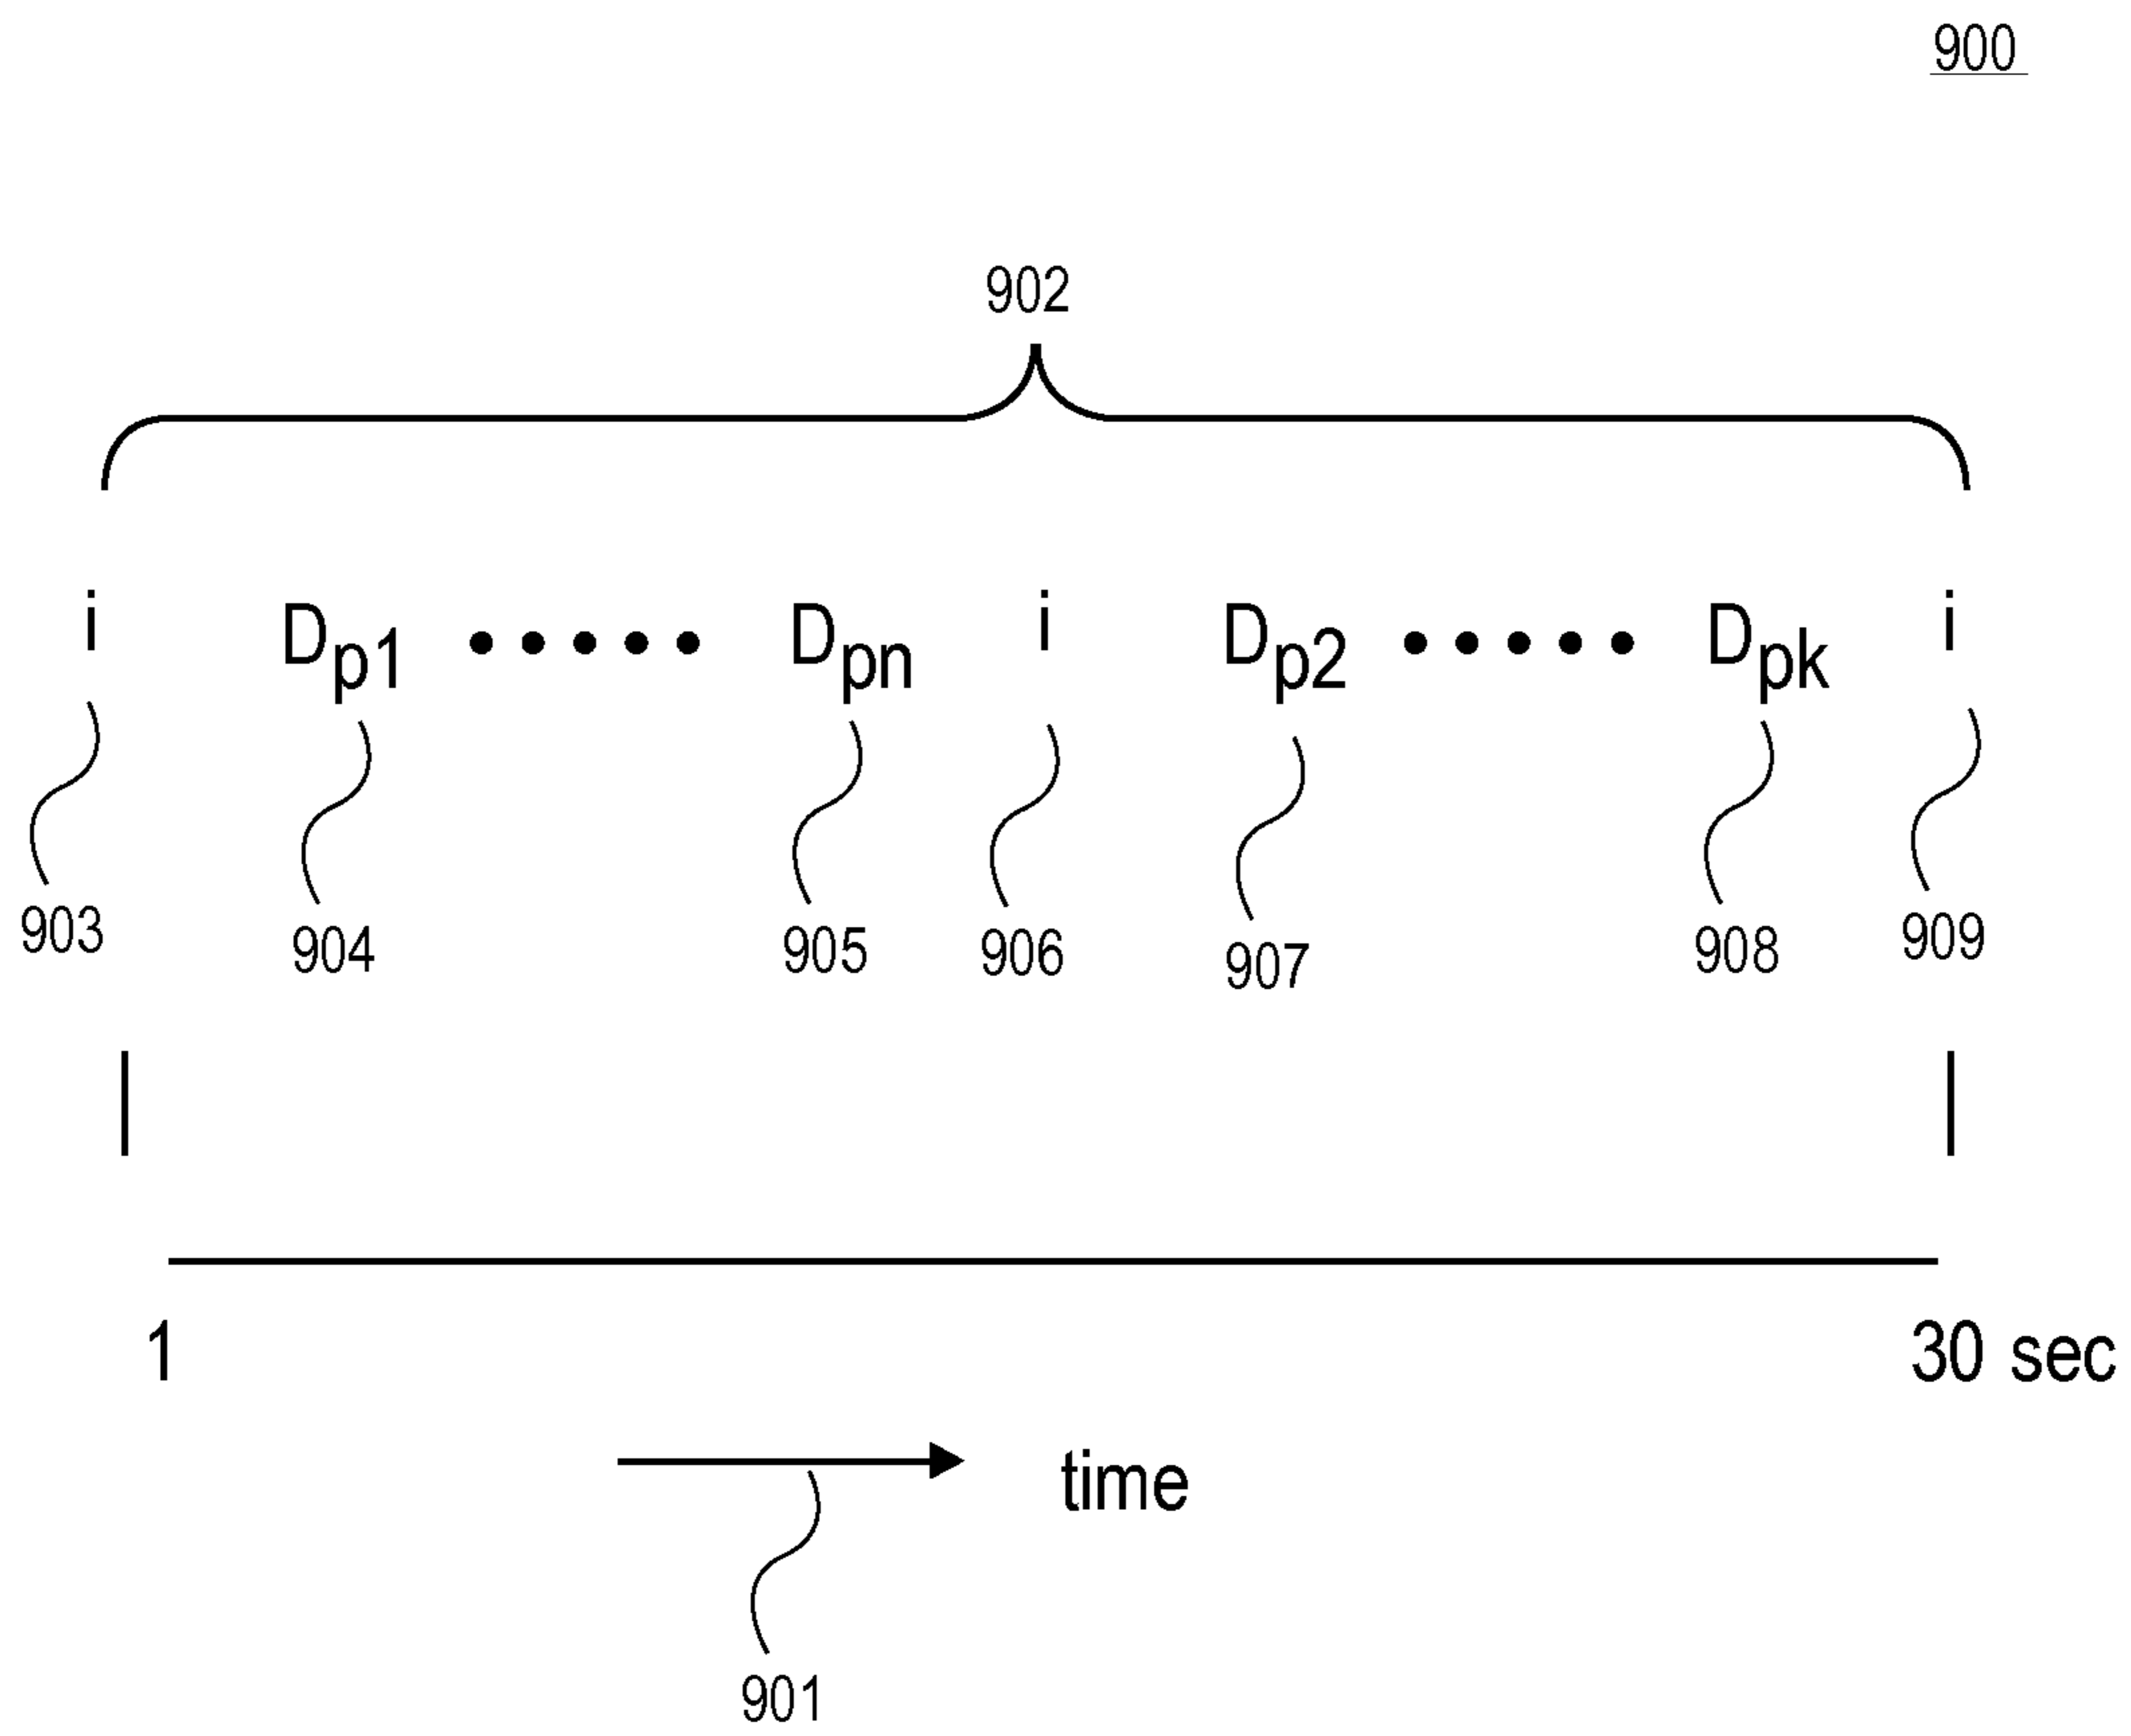 900
902
i Dp1 ••••• Dpn i Dp2 ••••• Dpk i
903 904 905 906 907 908 909
1 30 sec
time
901